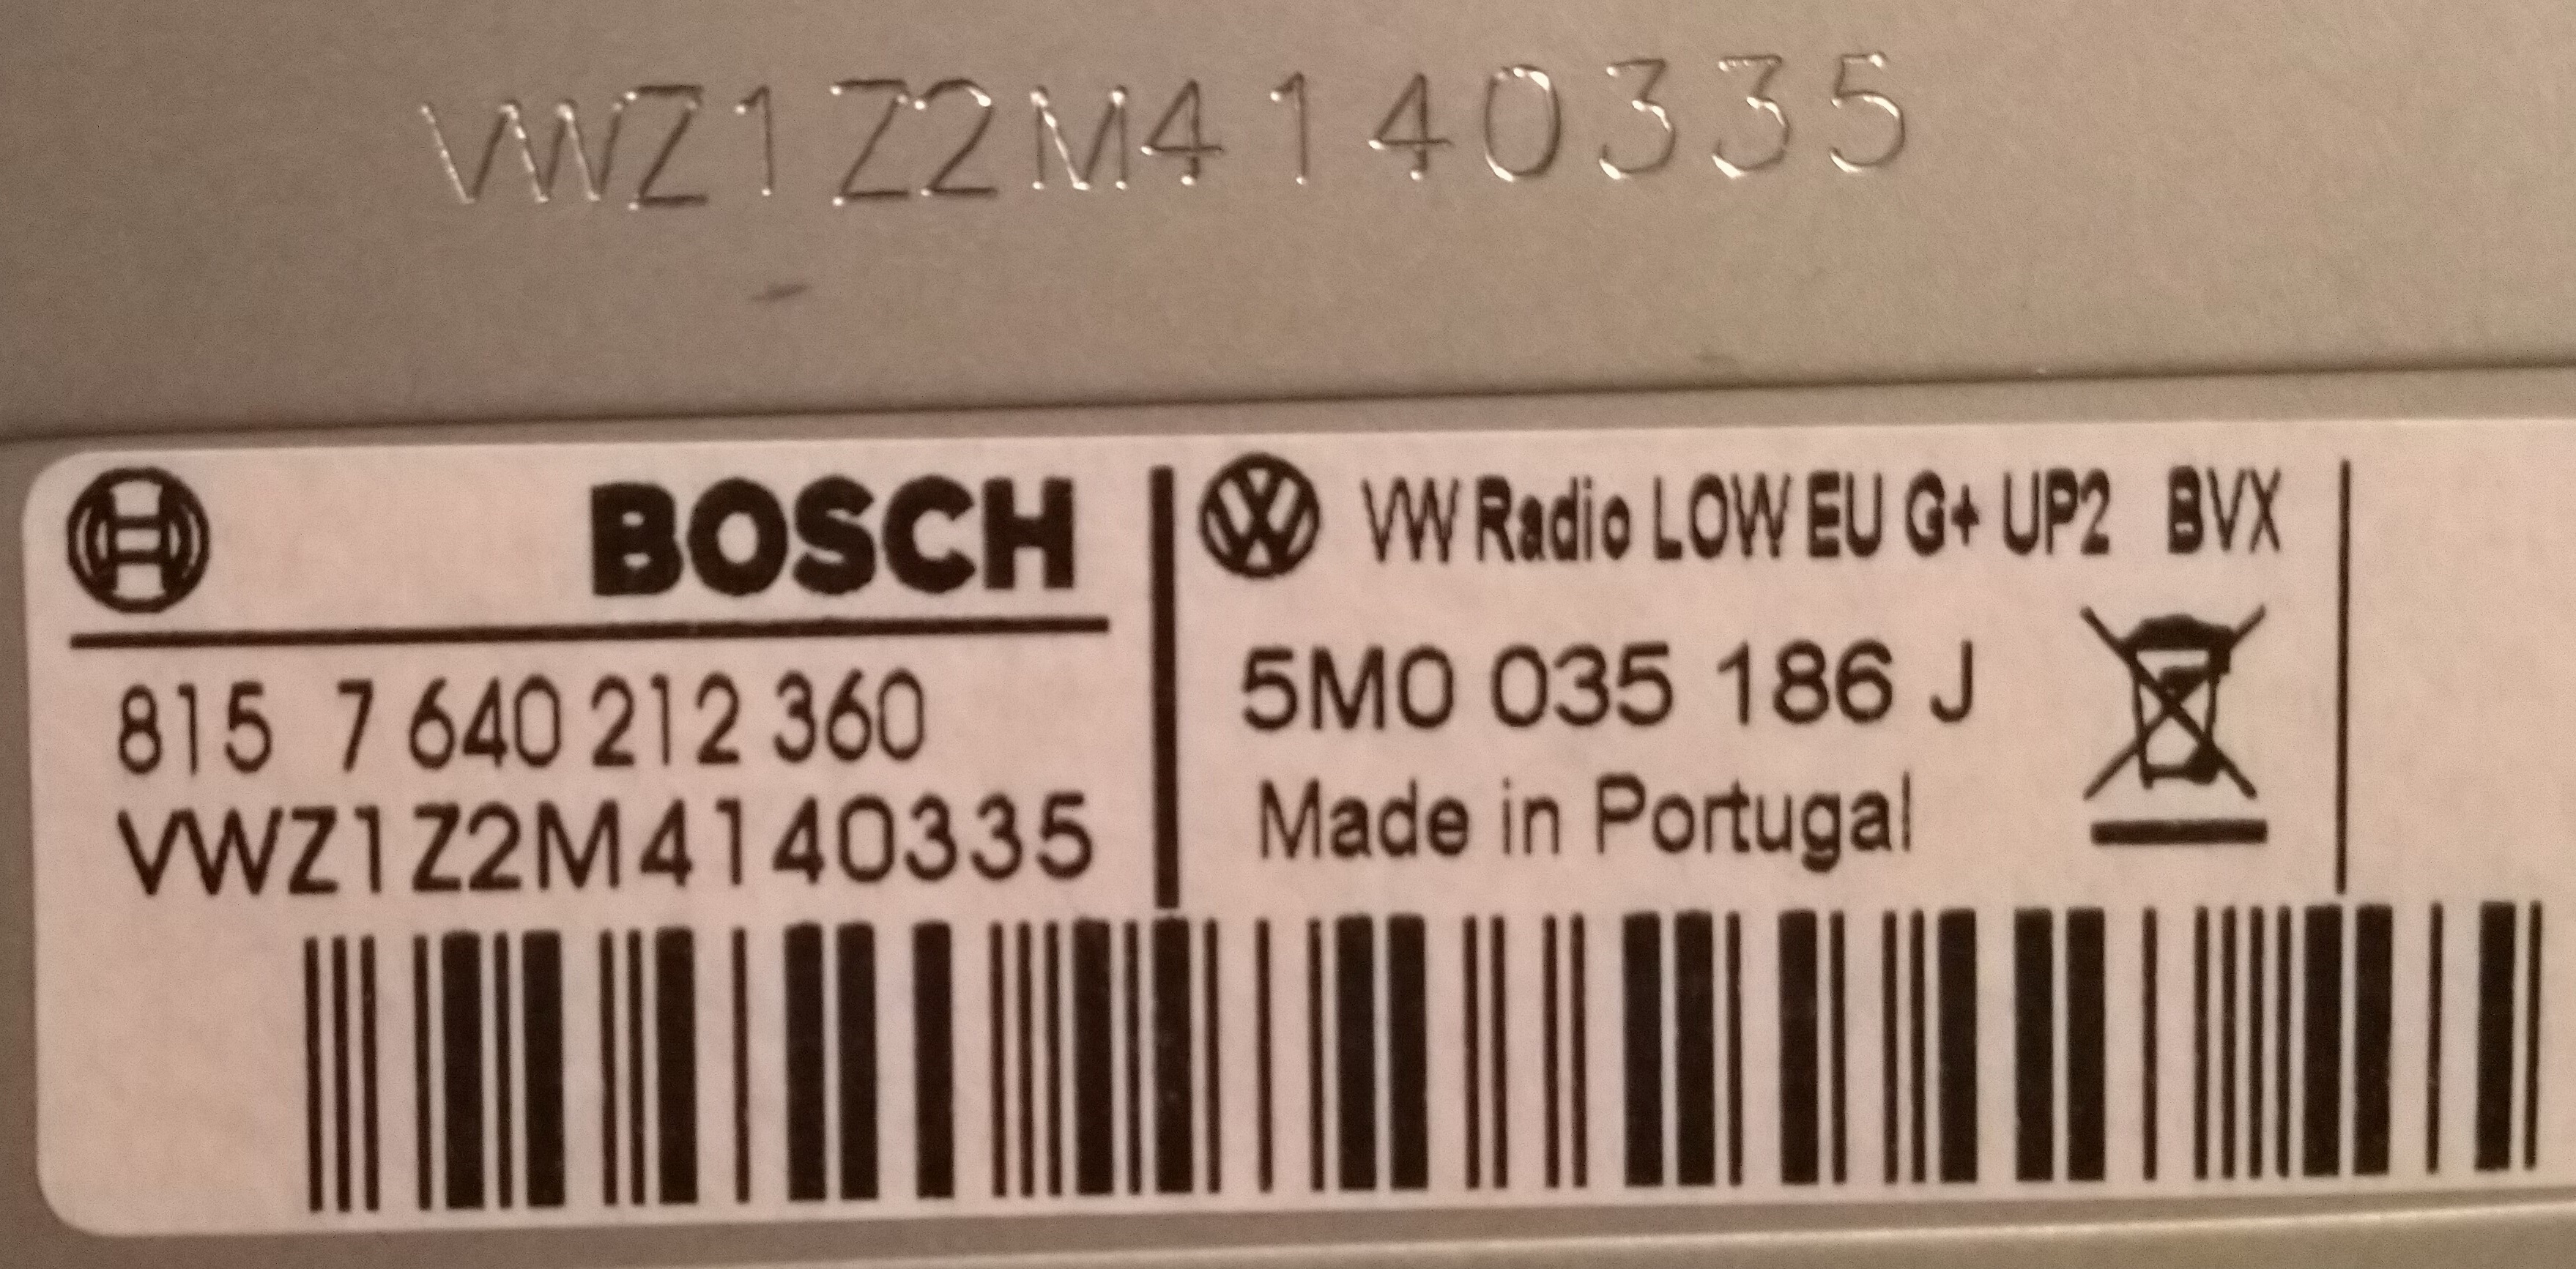 VWZ1Z2M4140335
BOSCH
VW Radio LOW EU G+ UP2 BVX
815 7 640 212 360
5M0 035 186 J
VWZ1Z2M4140335
Made in Portugal